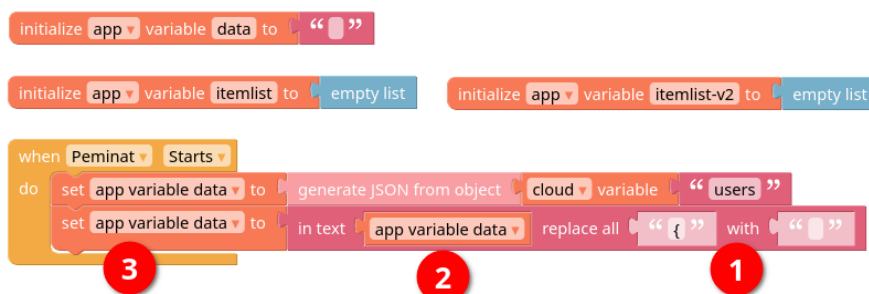 initialize app variable data to “ ”
initialize app variable itemlist to empty list
initialize app variable itemlist-v2 to empty list
when Peminat Starts
do set app variable data to generate JSON from object cloud variable “ users ”
set app variable data to in text app variable data replace all “ { ” with “ ”
3 2 1